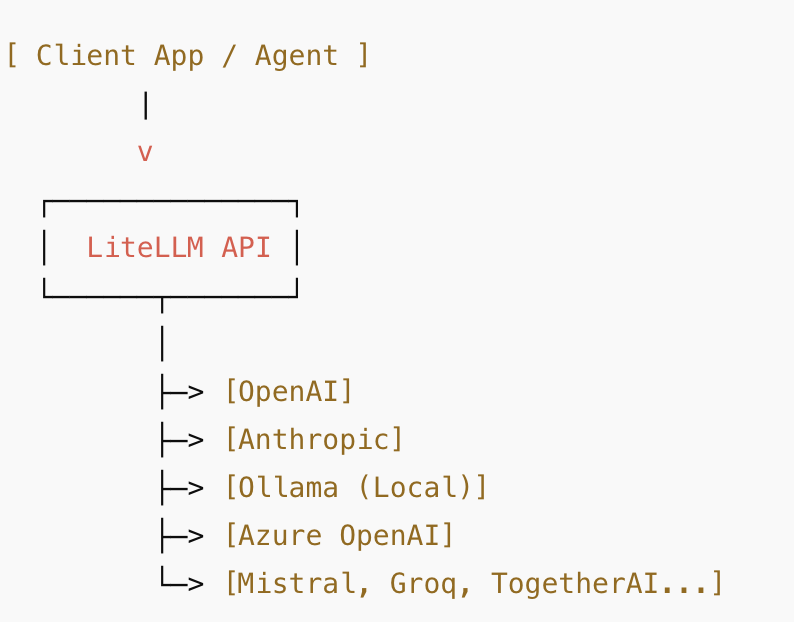 [ Client App / Agent ]
|
v
┌───────────────┐
│  LiteLLM API │
└──────┬────────┘
│
├─> [OpenAI]
├─> [Anthropic]
├─> [Ollama (Local)]
├─> [Azure OpenAI]
└─> [Mistral, Groq, TogetherAI...]